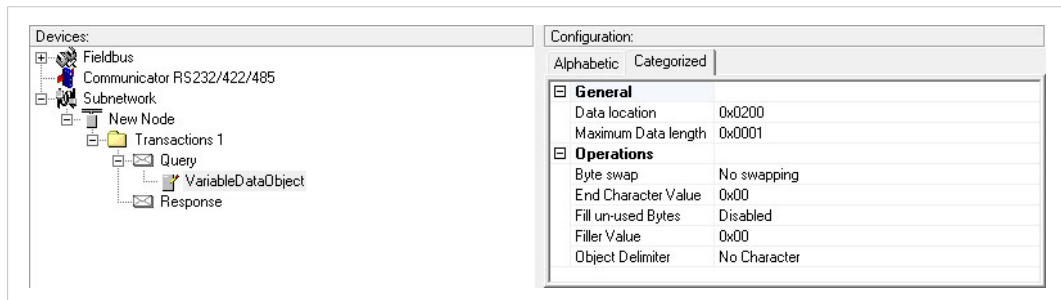 Devices:
Fieldbus
Communicator RS232/422/485
Subnetwork
New Node
Transactions 1
Query
VariableDataObject
Response
Configuration:
Alphabetic Categorized
General
Data location 0x0200
Maximum Data length 0x0001
Operations
Byte swap No swapping
End Character Value 0x00
Fill un-used Bytes Disabled
Filler Value 0x00
Object Delimiter No Character